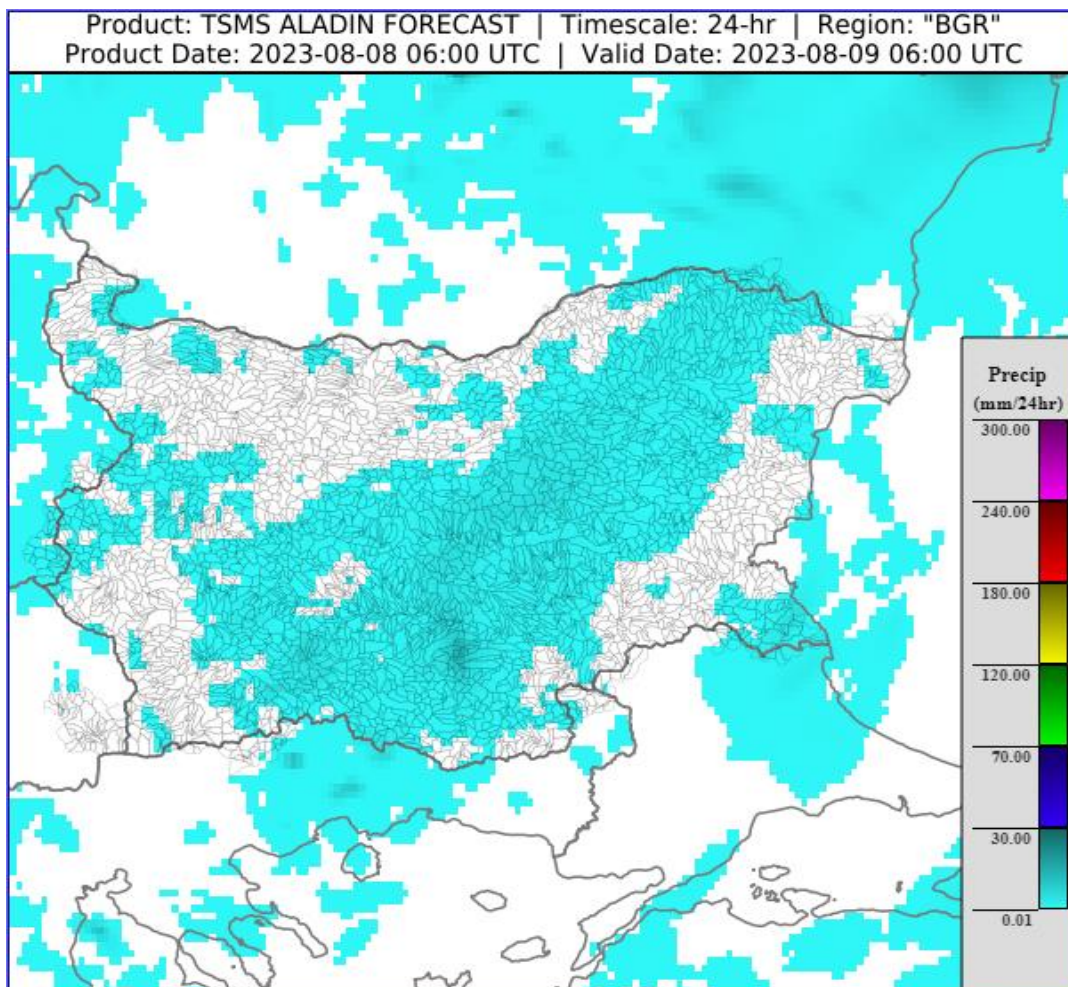 Product: TSMS ALADIN FORECAST | Timescale: 24-hr | Region: "BGR"
Product Date: 2023-08-08 06:00 UTC | Valid Date: 2023-08-09 06:00 UTC
Precip
(mm/24hr)
300.00
240.00
180.00
120.00
70.00
30.00
0.01